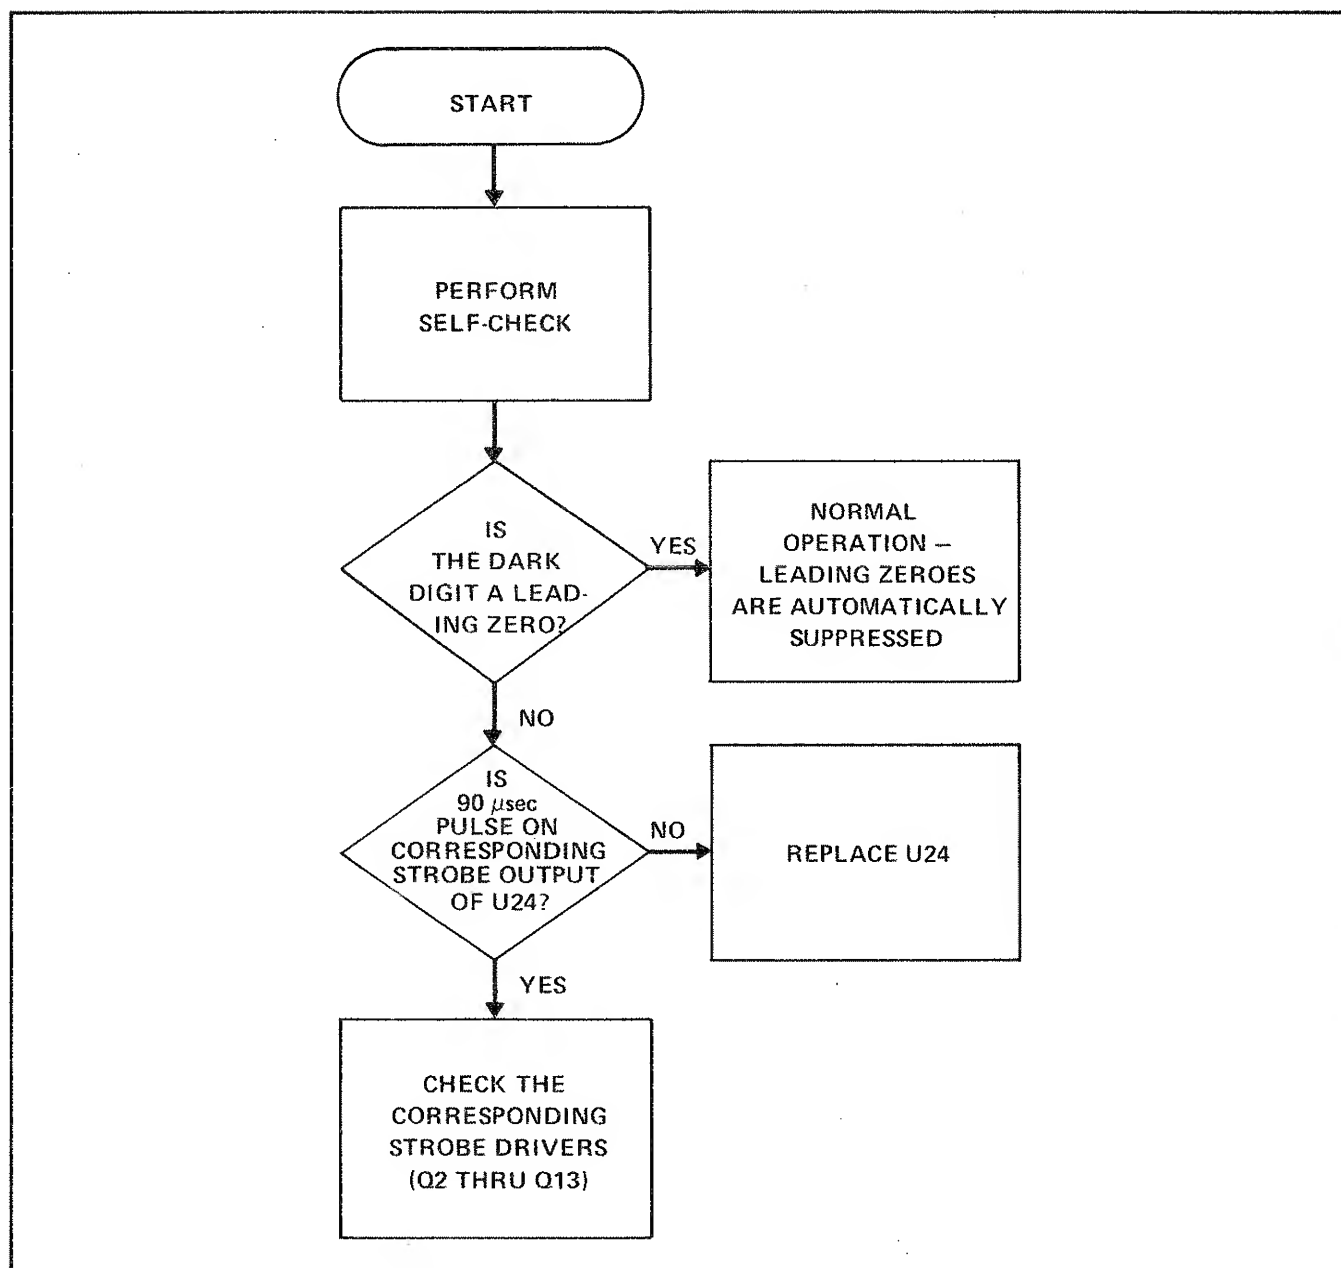 START
PERFORM
SELF-CHECK
IS
THE DARK
DIGIT A LEAD-
ING ZERO?
YES
NORMAL
OPERATION –
LEADING ZEROES
ARE AUTOMATICALLY
SUPPRESSED
NO
IS
90 μsec
PULSE ON
CORRESPONDING
STROBE OUTPUT
OF U24?
NO
REPLACE U24
YES
CHECK THE
CORRESPONDING
STROBE DRIVERS
(Q2 THRU Q13)